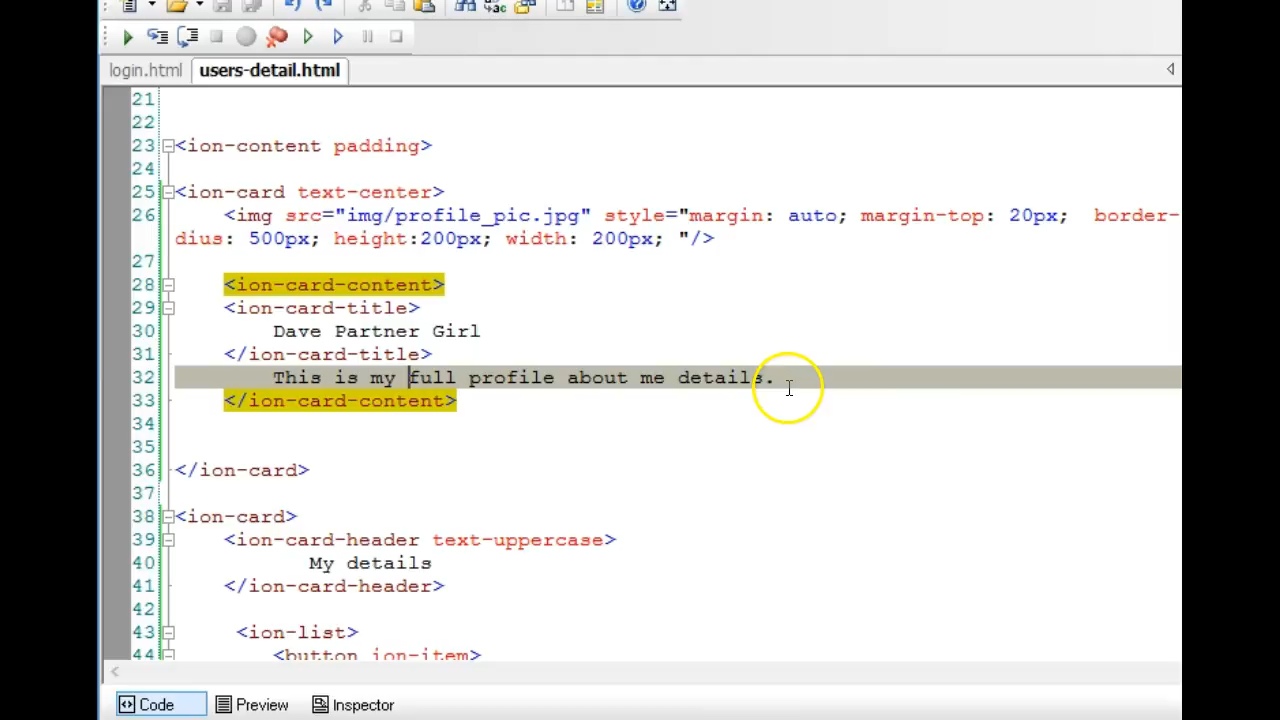 login.html users-detail.html
21
22
23 <ion-content padding>
24
25 <ion-card text-center>
26 <img src="img/profile_pic.jpg" style="margin: auto; margin-top: 20px; border-
dius: 500px; height:200px; width: 200px; "/>
27
28 <ion-card-content>
29 <ion-card-title>
30 Dave Partner Girl
31 </ion-card-title>
32 This is my full profile about me details.
33 </ion-card-content>
34
35
36 </ion-card>
37
38 <ion-card>
39 <ion-card-header text-uppercase>
40 My details
41 </ion-card-header>
42
43 <ion-list>
44 <button ion-item>
Code Preview Inspector